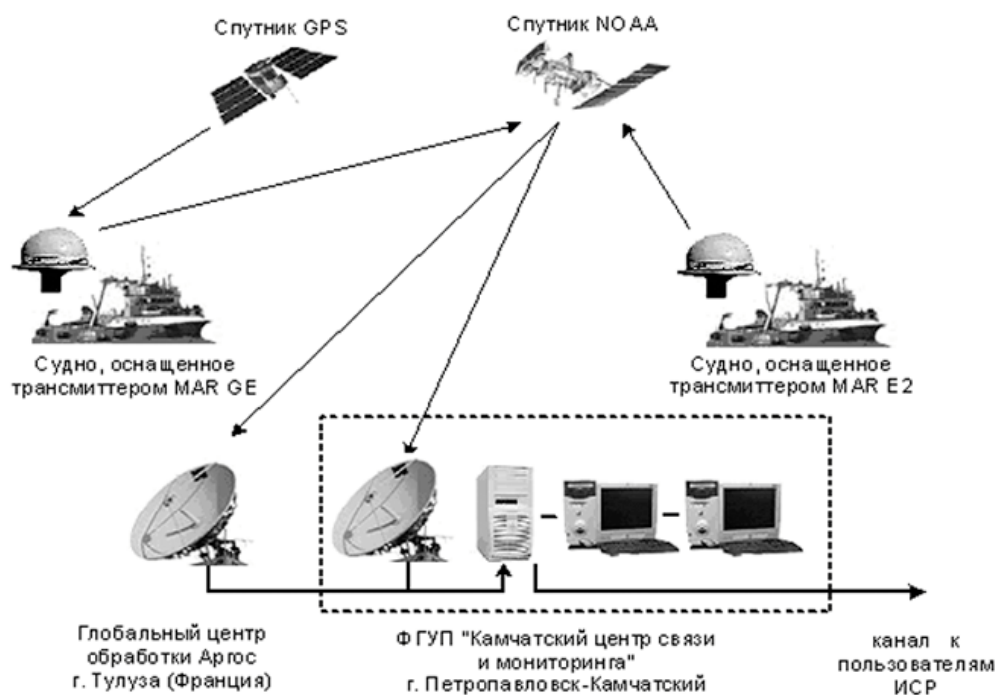 Спутник GPS
Спутник NOAA
Судно, оснащенное
трансмиттером MAR GE
Судно, оснащенное
трансмиттером MAR E2
Глобальный центр
обработки Аргос
г. Тулуза (Франция)
ФГУП "Камчатский центр связи
и мониторинга"
г. Петропавловск-Камчатский
канал к
пользователям
ИСР